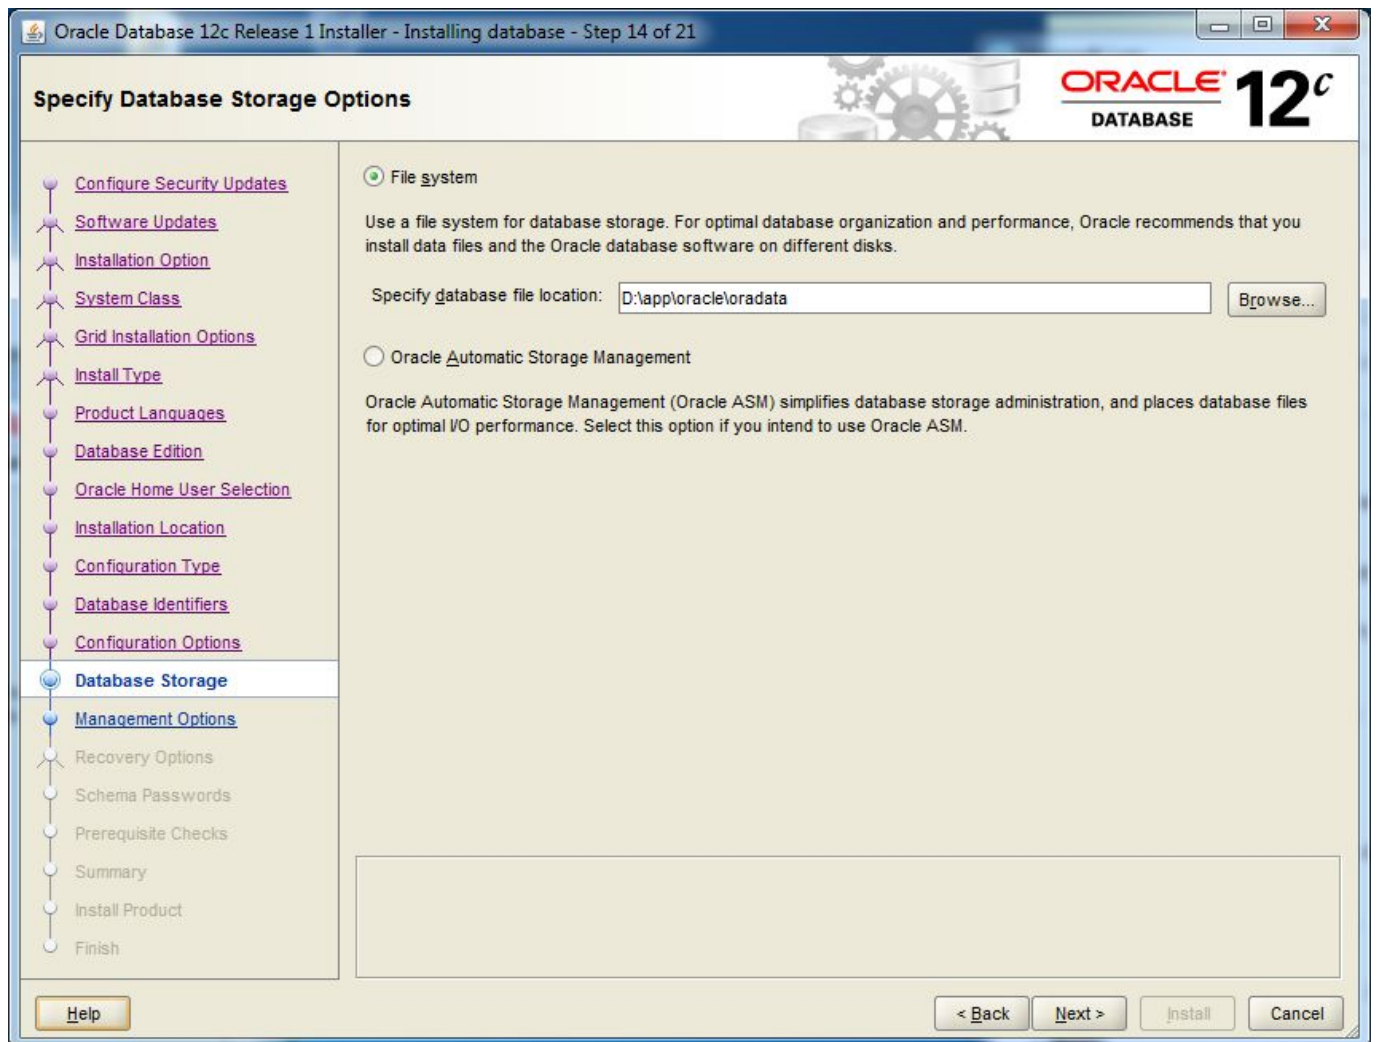 Oracle Database 12c Release 1 Installer - Installing database - Step 14 of 21
Specify Database Storage Options
ORACLE
DATABASE
12c
Configure Security Updates
Software Updates
Installation Option
System Class
Grid Installation Options
Install Type
Product Languages
Database Edition
Oracle Home User Selection
Installation Location
Configuration Type
Database Identifiers
Configuration Options
Database Storage
Management Options
Recovery Options
Schema Passwords
Prerequisite Checks
Summary
Install Product
Finish
File system
Use a file system for database storage. For optimal database organization and performance, Oracle recommends that you
install data files and the Oracle database software on different disks.
Specify database file location: D:\app\oracle\oradata Browse...
Oracle Automatic Storage Management
Oracle Automatic Storage Management (Oracle ASM) simplifies database storage administration, and places database files
for optimal I/O performance. Select this option if you intend to use Oracle ASM.
Help < Back Next > Install Cancel